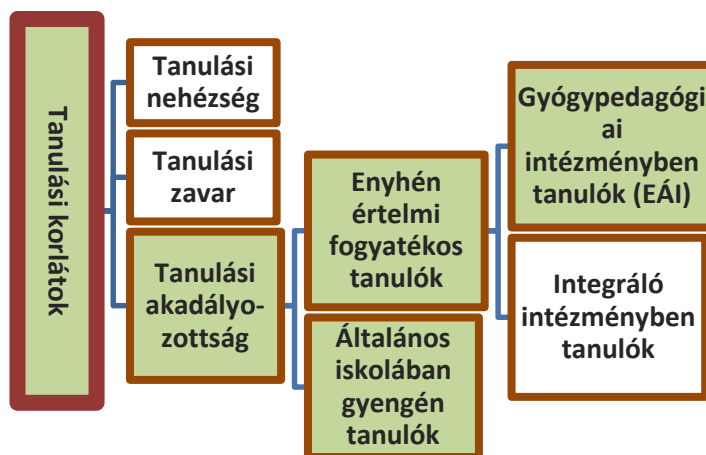 Tanulási korlátok
Tanulási
nehézség
Tanulási
zavar
Tanulási
akadályo-
zottság
Enyhén
értelmi
fogyatékos
tanulók
Általános
iskolában
gyengén
tanulók
Gyógypedagógi
ai
intézményben
tanulók (EÁI)
Integráló
intézményben
tanulók